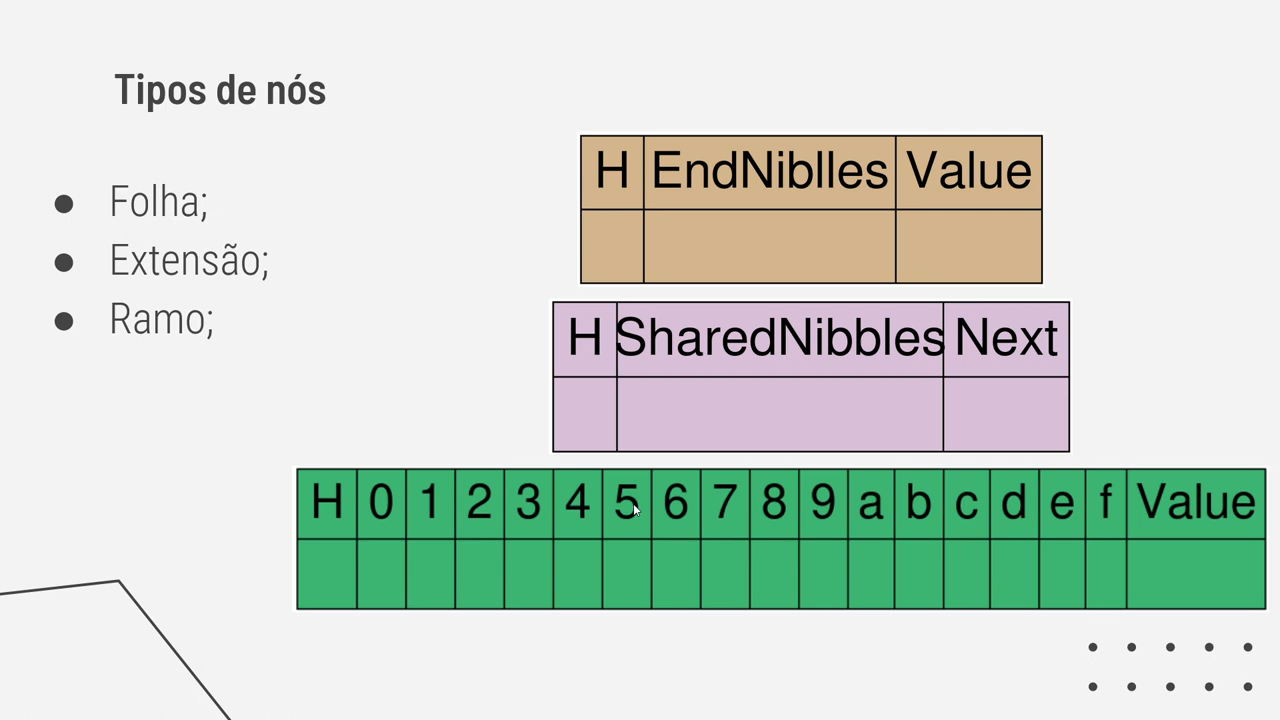 Tipos de nós
● Folha;
● Extensão;
● Ramo;
H EndNiblles Value
H SharedNibbles Next
H 0 1 2 3 4 5 6 7 8 9 a b c d e f Value